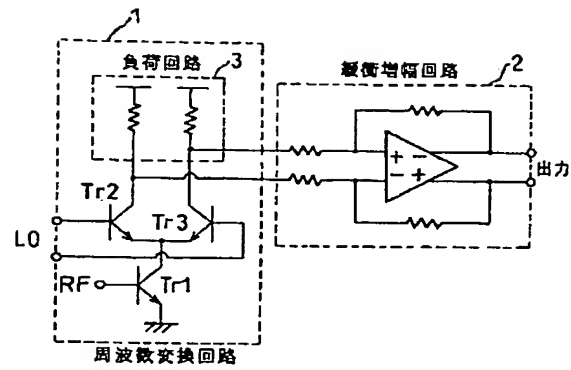 1
負荷回路
3
緩衝増幅回路
2
+ -
- +
出力
Tr2
Tr3
LO
RF
Tr1
周波数変換回路